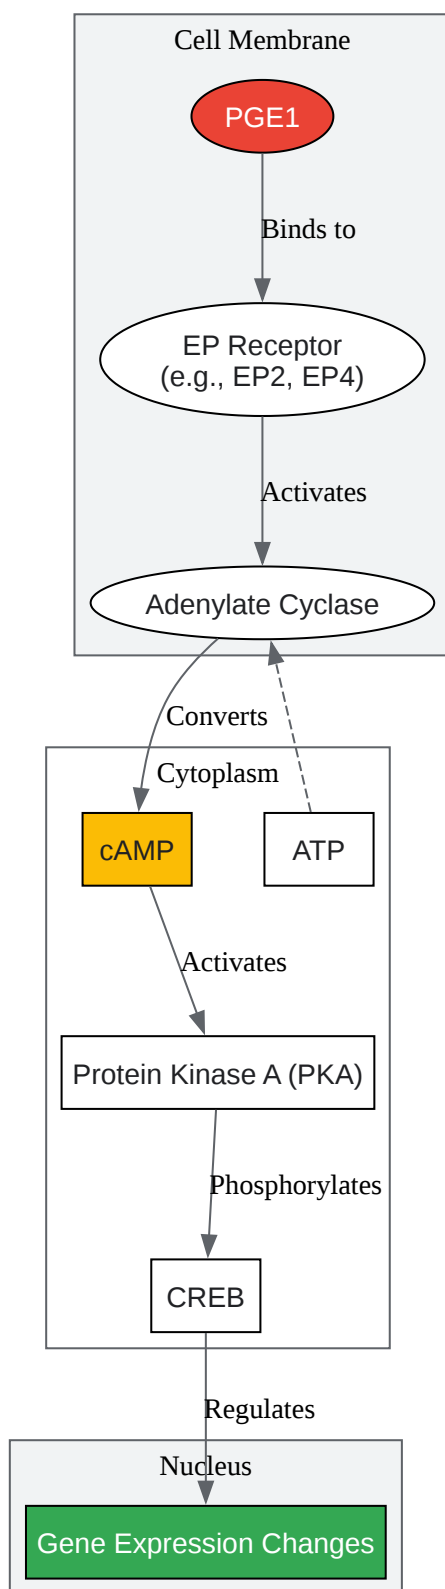 Cell Membrane
PGE1
Binds to
EP Receptor
(e.g., EP2, EP4)
Activates
Adenylate Cyclase
Converts
Cytoplasm
cAMP
ATP
Activates
Protein Kinase A (PKA)
Phosphorylates
CREB
Regulates
Nucleus
Gene Expression Changes